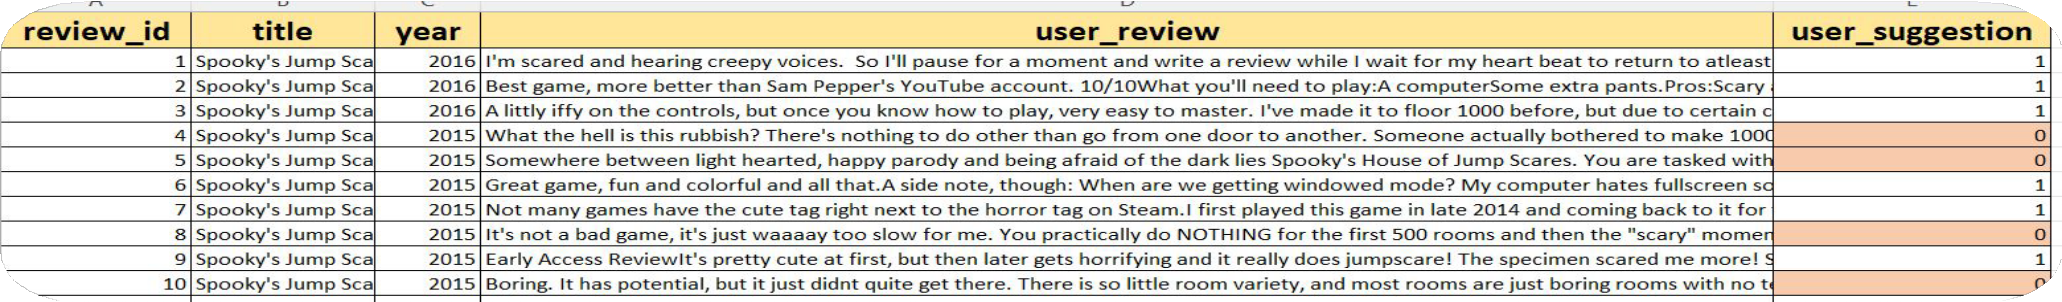 A B C D E
review_id title year user_review user_suggestion
1 Spooky's Jump Sca 2016 I'm scared and hearing creepy voices.  So I'll pause for a moment and write a review while I wait for my heart beat to return to atleast 1
2 Spooky's Jump Sca 2016 Best game, more better than Sam Pepper's YouTube account. 10/10What you'll need to play:A computerSome extra pants.Pros:Scary 1
3 Spooky's Jump Sca 2016 A littly iffy on the controls, but once you know how to play, very easy to master. I've made it to floor 1000 before, but due to certain c 1
4 Spooky's Jump Sca 2015 What the hell is this rubbish? There's nothing to do other than go from one door to another. Someone actually bothered to make 1000 0
5 Spooky's Jump Sca 2015 Somewhere between light hearted, happy parody and being afraid of the dark lies Spooky's House of Jump Scares. You are tasked with 0
6 Spooky's Jump Sca 2015 Great game, fun and colorful and all that.A side note, though: When are we getting windowed mode? My computer hates fullscreen so 1
7 Spooky's Jump Sca 2015 Not many games have the cute tag right next to the horror tag on Steam.I first played this game in late 2014 and coming back to it for 1
8 Spooky's Jump Sca 2015 It's not a bad game, it's just waaaay too slow for me. You practically do NOTHING for the first 500 rooms and then the "scary" momen 0
9 Spooky's Jump Sca 2015 Early Access ReviewIt's pretty cute at first, but then later gets horrifying and it really does jumpscare! The specimen scared me more! S 1
10 Spooky's Jump Sca 2015 Boring. It has potential, but it just didnt quite get there. There is so little room variety, and most rooms are just boring rooms with no te 0